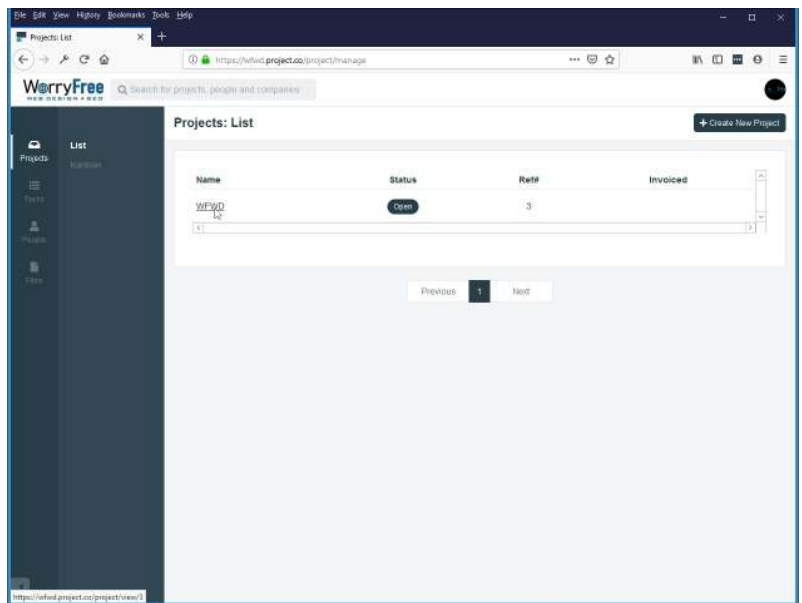 File Edit View History Bookmarks Tools Help
Projects: List
https://wfwd.project.co/project/manage
WorryFree
WEB DESIGN + SEO
Search for projects, people and companies
Projects: List
+ Create New Project
Projects
List
Kanban
Tasks
People
Files
Name Status Ref# Invoiced
WFWD Open 3
Previous 1 Next
https://wfwd.project.co/project/view/3